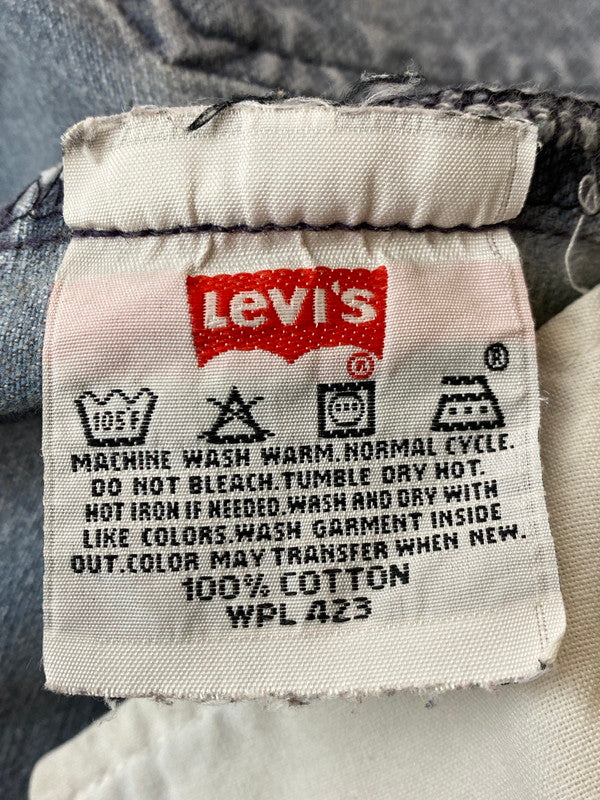 Levi's
®
®
105F
MACHINE WASH WARM.NORMAL CYCLE.
DO NOT BLEACH.TUMBLE DRY HOT.
HOT IRON IF NEEDED.WASH AND DRY WITH
LIKE COLORS.WASH GARMENT INSIDE
OUT.COLOR MAY TRANSFER WHEN NEW.
100% COTTON
WPL 423